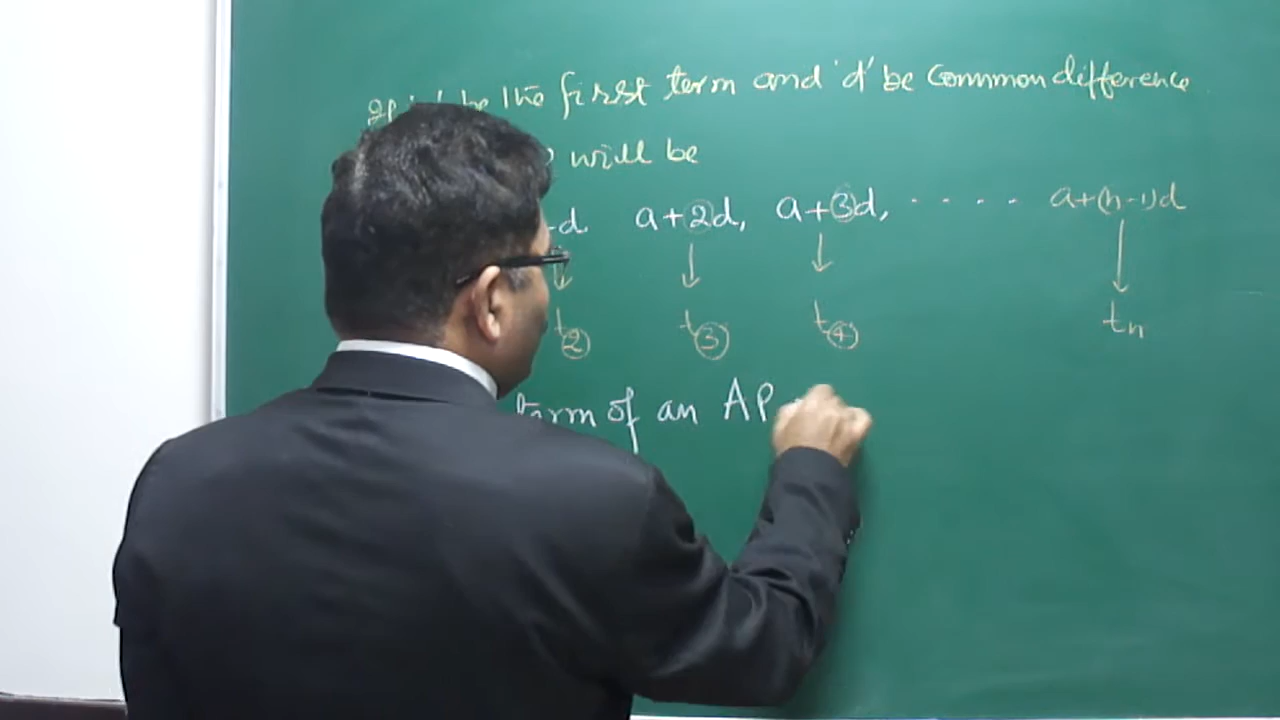 be the first term and 'd' be Common difference
will be
d, a+2d, a+3d, ..... a+(n-1)d
t2 t3 t4 tn
term of an AP